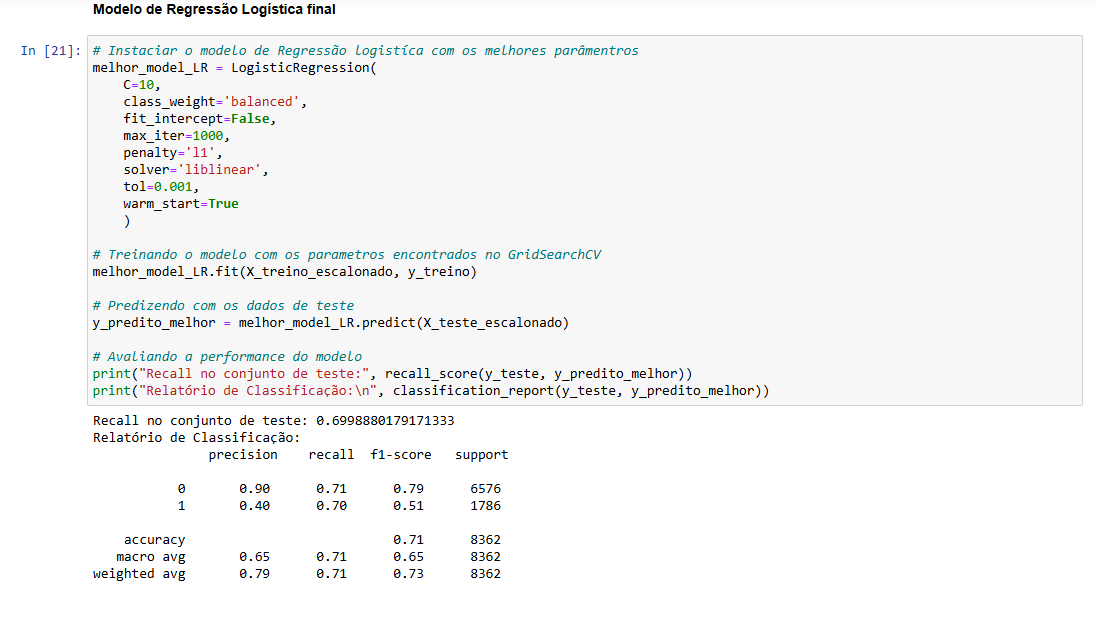 Modelo de Regressão Logística final
In [21]: # Instaciar o modelo de Regressão logistíca com os melhores parâmentros
melhor_model_LR = LogisticRegression(
C=10,
class_weight='balanced',
fit_intercept=False,
max_iter=1000,
penalty='l1',
solver='liblinear',
tol=0.001,
warm_start=True
)
# Treinando o modelo com os parametros encontrados no GridSearchCV
melhor_model_LR.fit(X_treino_escalonado, y_treino)
# Predizendo com os dados de teste
y_predito_melhor = melhor_model_LR.predict(X_teste_escalonado)
# Avaliando a performance do modelo
print("Recall no conjunto de teste:", recall_score(y_teste, y_predito_melhor))
print("Relatório de Classificação:\n", classification_report(y_teste, y_predito_melhor))
Recall no conjunto de teste: 0.6998880179171333
Relatório de Classificação:
precision recall f1-score support
0 0.90 0.71 0.79 6576
1 0.40 0.70 0.51 1786
accuracy 0.71 8362
macro avg 0.65 0.71 0.65 8362
weighted avg 0.79 0.71 0.73 8362